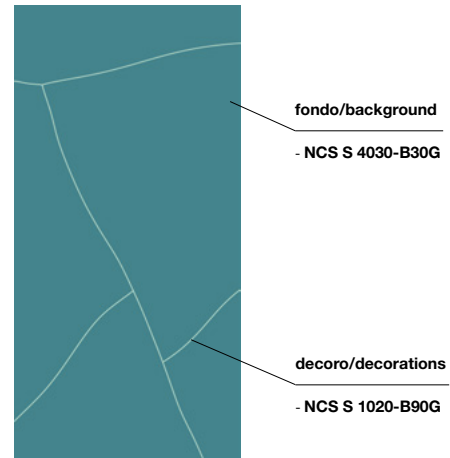 fondo/background
- NCS S 4030-B30G
decoro/decorations
- NCS S 1020-B90G